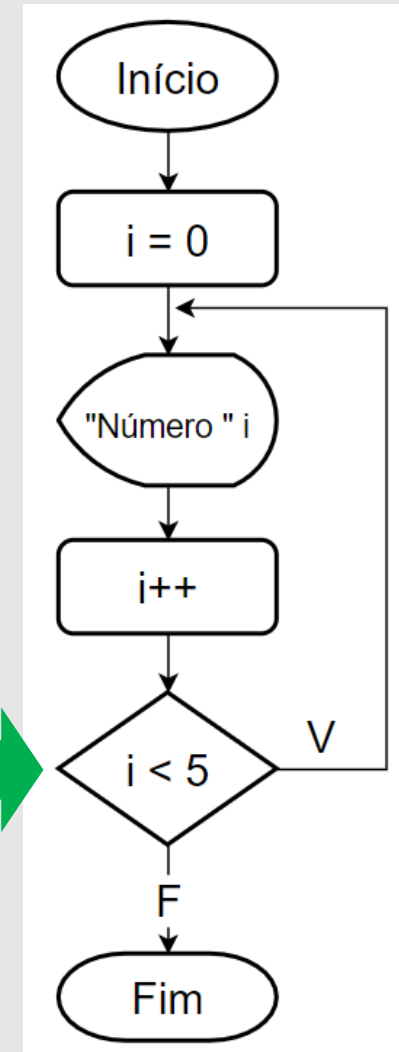 Início
i = 0
"Número " i
i++
i < 5
V
F
Fim